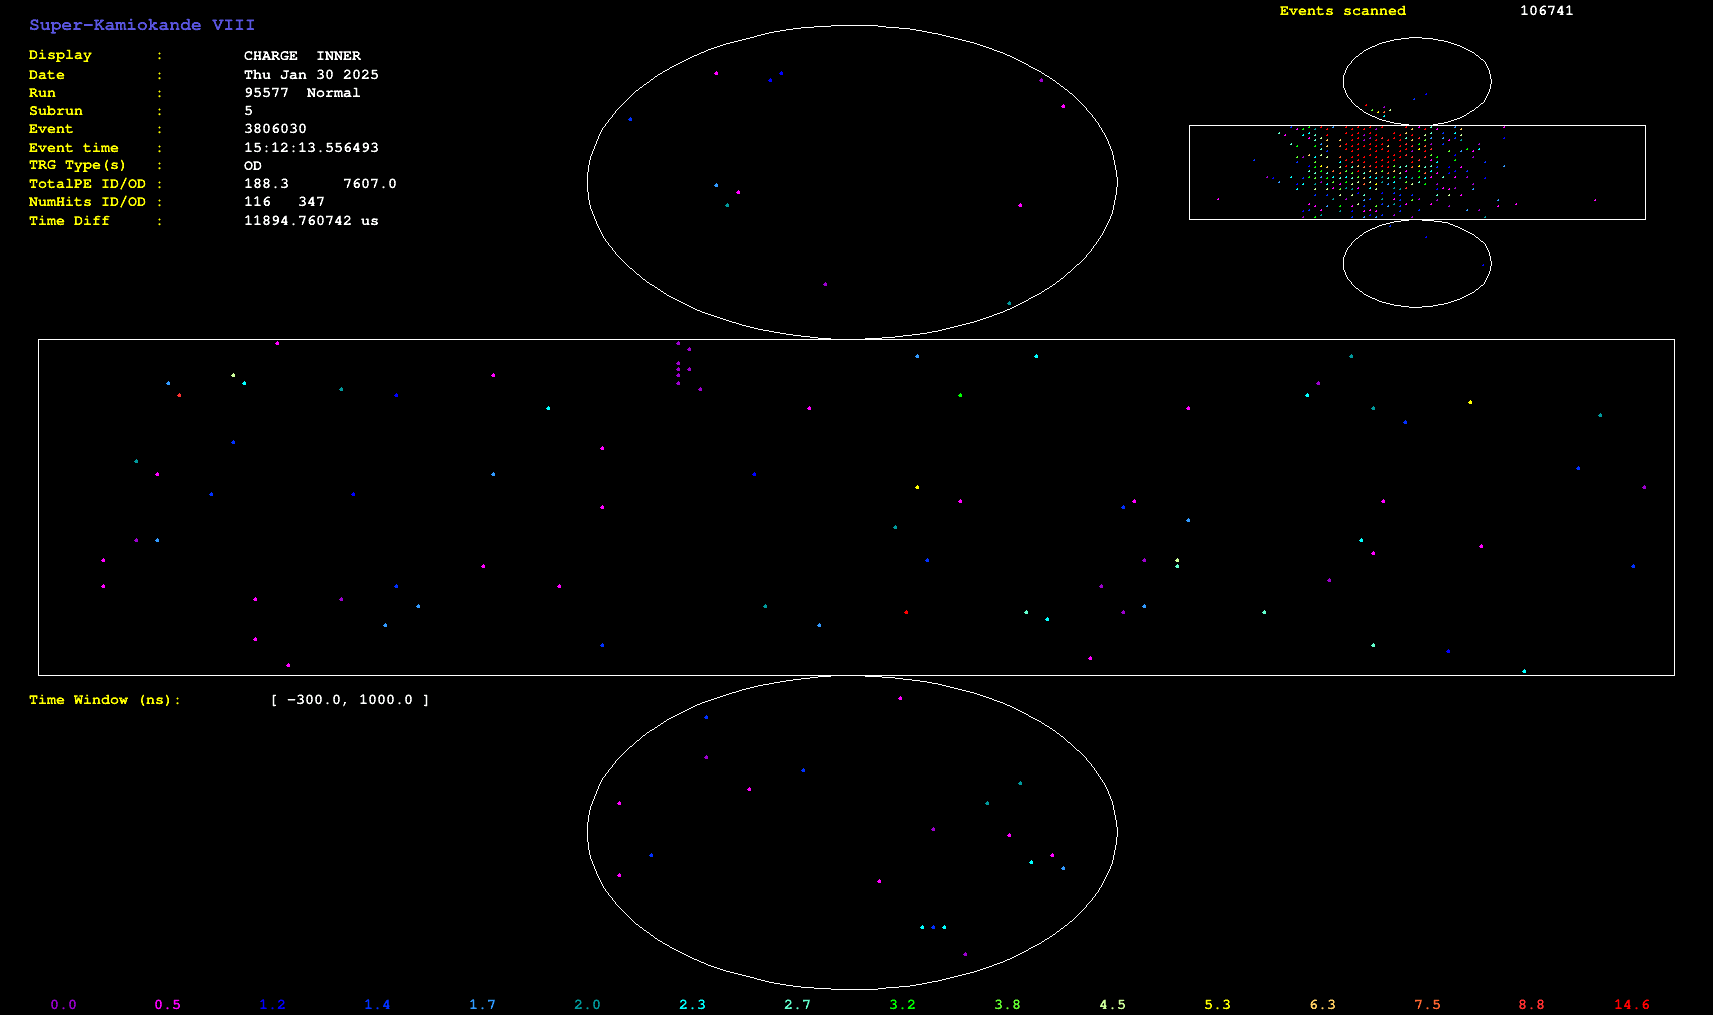 Super-Kamiokande VIII
Events scanned 106741
Display : CHARGE INNER
Date : Thu Jan 30 2025
Run : 95577 Normal
Subrun : 5
Event : 3806030
Event time : 15:12:13.556493
TRG Type(s) : OD
TotalPE ID/OD : 188.3 7607.0
NumHits ID/OD : 116 347
Time Diff : 11894.760742 us
Time Window (ns): [ -300.0, 1000.0 ]
0.0 0.5 1.2 1.4 1.7 2.0 2.3 2.7 3.2 3.8 4.5 5.3 6.3 7.5 8.8 14.6